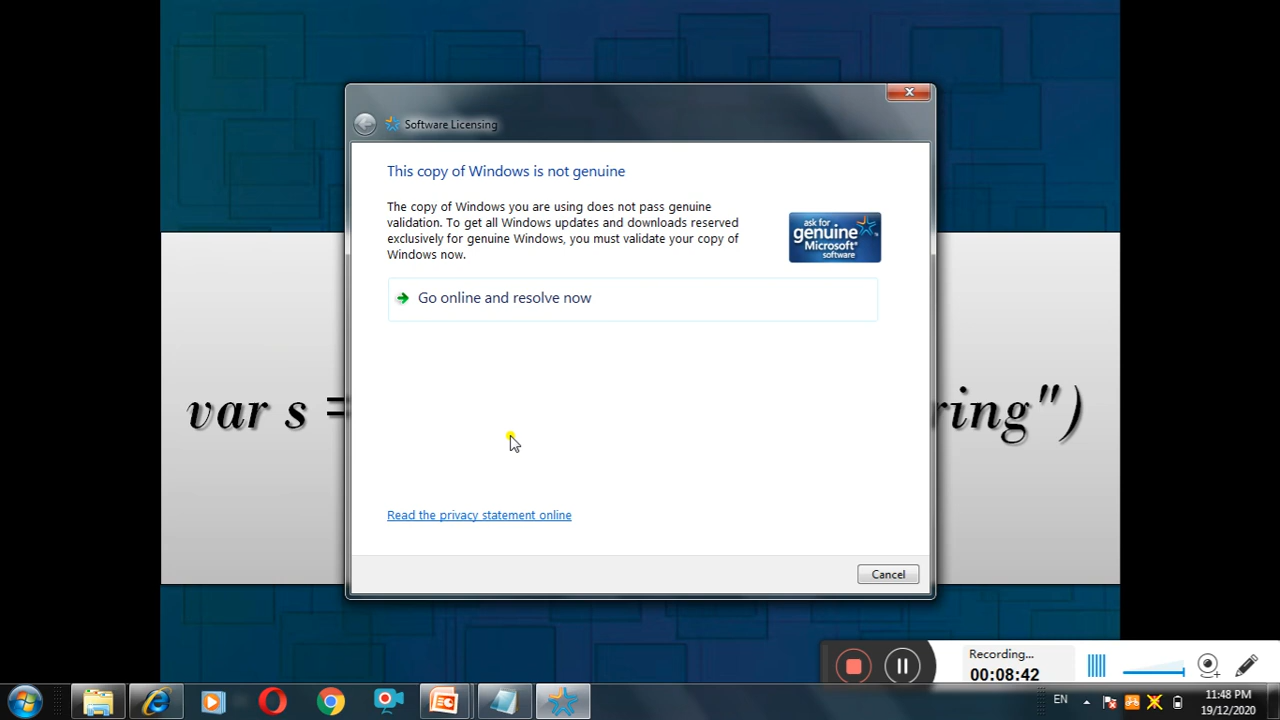 Software Licensing
This copy of Windows is not genuine
The copy of Windows you are using does not pass genuine
validation. To get all Windows updates and downloads reserved
exclusively for genuine Windows, you must validate your copy of
Windows now.
ask for
genuine
Microsoft®
software
Go online and resolve now
var s =
ring")
Read the privacy statement online
Cancel
Recording...
00:08:42
EN
11:48 PM
19/12/2020